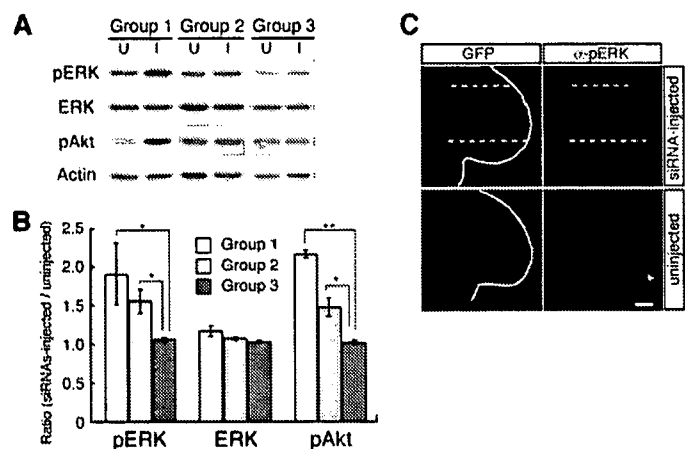 A
Group 1 Group 2 Group 3
U I U I U I
pERK
ERK
pAkt
Actin
B
Ratio (siRNAs-injected / uninjected)
2.5
2.0
1.5
1.0
0.5
0
* * ** *
Group 1
Group 2
Group 3
pERK ERK pAkt
C
GFP α-pERK
siRNA-injected
uninjected